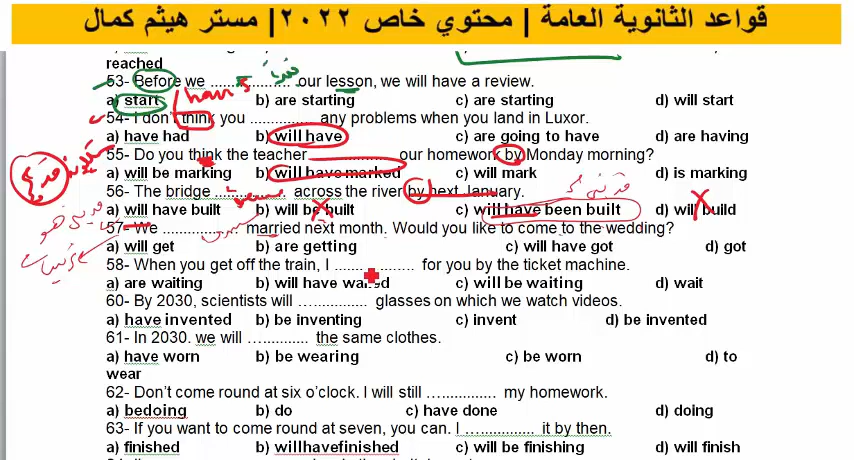 قواعد الثانوية العامة | محتوي خاص ٢٠٢٢ | مستر هيثم كمال
reached
53- Before we .................. our lesson, we will have a review.
a) start b) are starting c) are starting d) will start
54- I don't think you .............. any problems when you land in Luxor.
a) have had b) will have c) are going to have d) are having
55- Do you think the teacher .................. our homework by Monday morning?
a) will be marking b) will have marked c) will mark d) is marking
56- The bridge .............. across the river by next January.
a) will have built b) will be built c) will have been built d) will build
57- We .................. married next month. Would you like to come to the wedding?
a) will get b) are getting c) will have got d) got
58- When you get off the train, I .................. for you by the ticket machine.
a) are waiting b) will have waited c) will be waiting d) wait
60- By 2030, scientists will ................ glasses on which we watch videos.
a) have invented b) be inventing c) invent d) be invented
61- In 2030. we will .............. the same clothes.
a) have worn b) be wearing c) be worn d) to
wear
62- Don't come round at six o'clock. I will still ................ my homework.
a) bedoing b) do c) have done d) doing
63- If you want to come round at seven, you can. I ................ it by then.
a) finished b) willhavefinished c) will be finishing d) will finish